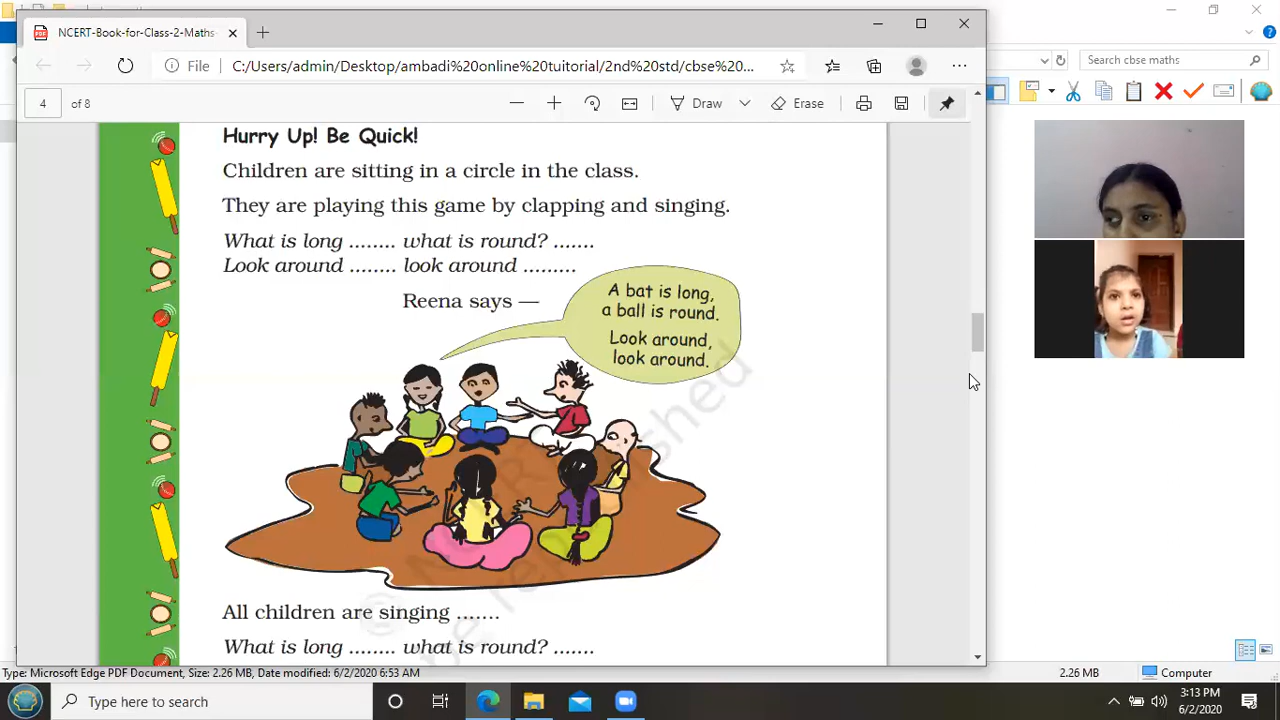 NCERT-Book-for-Class-2-Maths-
File
C:/Users/admin/Desktop/ambadi%20online%20tuitorial/2nd%20std/cbse%20...
Search cbse maths
4
of 8
Draw
Erase
Hurry Up! Be Quick!
Children are sitting in a circle in the class.
They are playing this game by clapping and singing.
What is long ........ what is round? .......
Look around ........ look around .........
Reena says —
A bat is long,
a ball is round.
Look around,
look around.
All children are singing .......
What is long ........ what is round? .......
Type: Microsoft Edge PDF Document, Size: 2.26 MB, Date modified: 6/2/2020 6:53 AM
2.26 MB
Computer
Type here to search
3:13 PM
6/2/2020